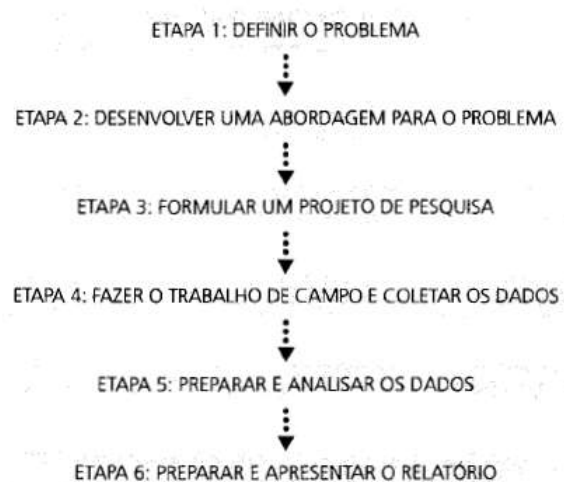 ETAPA 1: DEFINIR O PROBLEMA
ETAPA 2: DESENVOLVER UMA ABORDAGEM PARA O PROBLEMA
ETAPA 3: FORMULAR UM PROJETO DE PESQUISA
ETAPA 4: FAZER O TRABALHO DE CAMPO E COLETAR OS DADOS
ETAPA 5: PREPARAR E ANALISAR OS DADOS
ETAPA 6: PREPARAR E APRESENTAR O RELATÓRIO